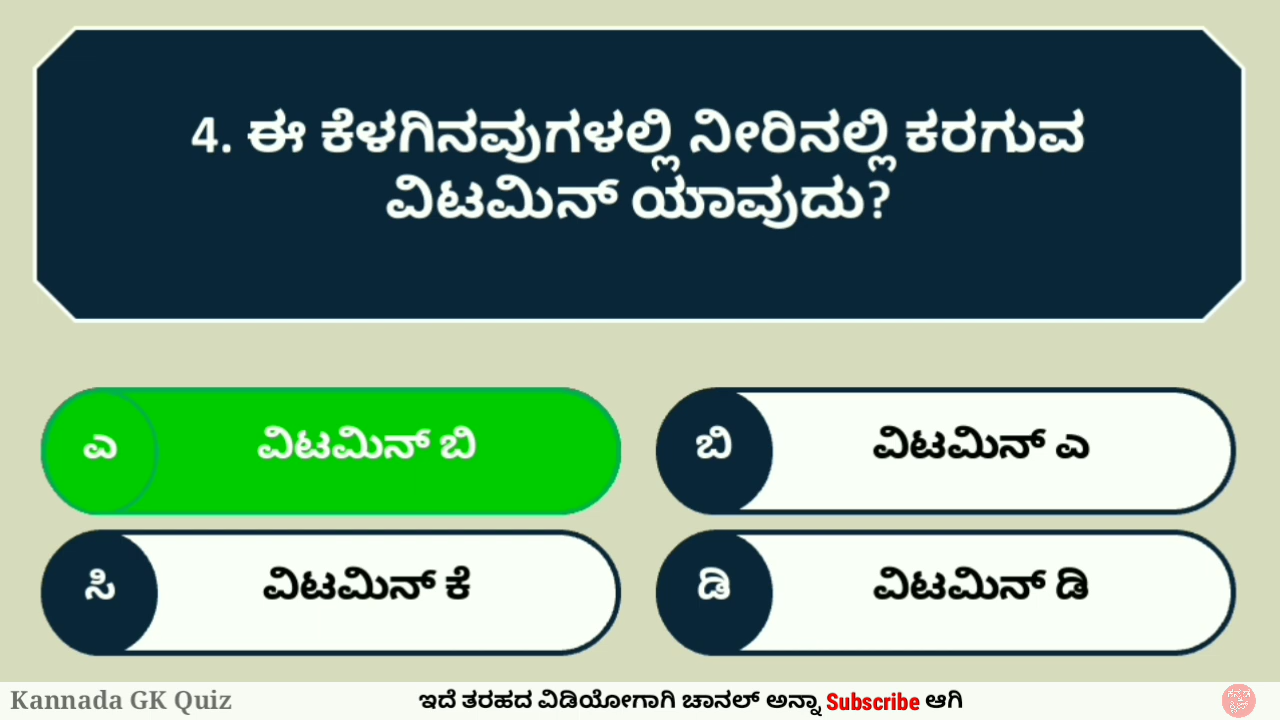 4. ಈ ಕೆಳಗಿನವುಗಳಲ್ಲಿ ನೀರಿನಲ್ಲಿ ಕರಗುವ
ವಿಟಮಿನ್ ಯಾವುದು?
ಎ ವಿಟಮಿನ್ ಬಿ
ಬಿ ವಿಟಮಿನ್ ಎ
ಸಿ ವಿಟಮಿನ್ ಕೆ
ಡಿ ವಿಟಮಿನ್ ಡಿ
Kannada GK Quiz
ಇದೆ ತರಹದ ವಿಡಿಯೋಗಾಗಿ ಚಾನಲ್ ಅನ್ನಾ Subscribe ಆಗಿ